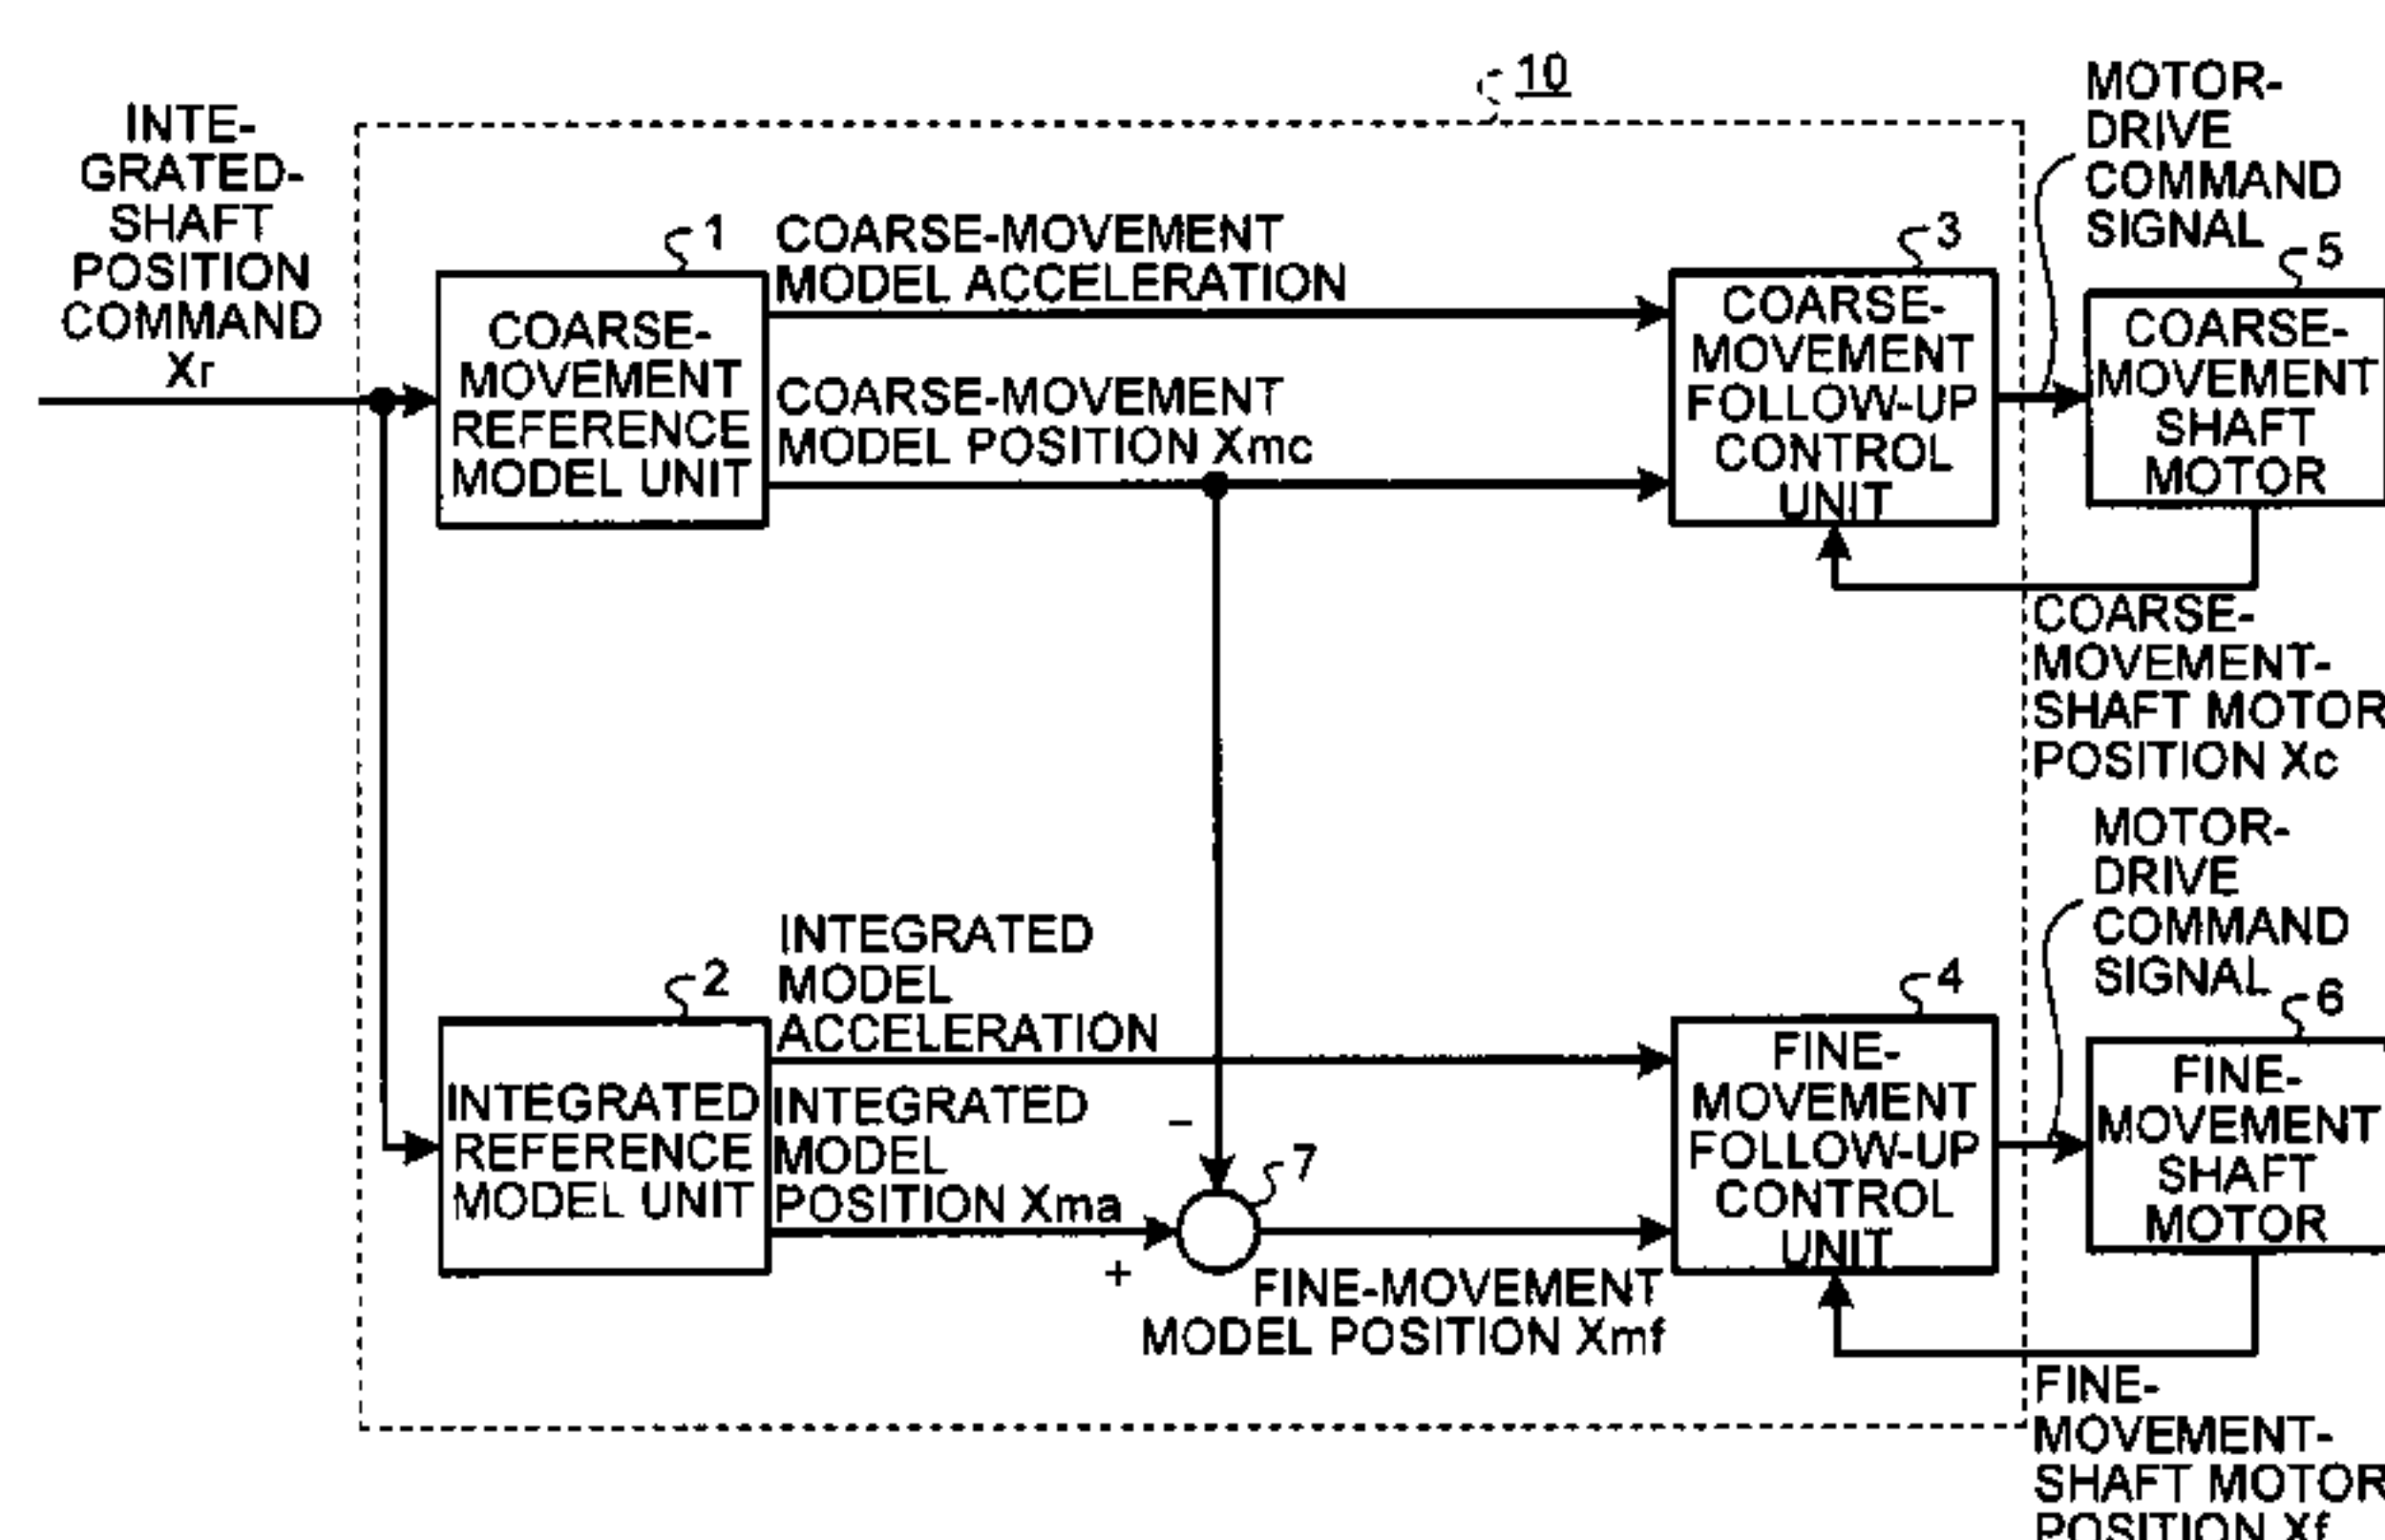 10
INTE-
GRATED-
SHAFT
POSITION
COMMAND
Xr
1
COARSE-
MOVEMENT
REFERENCE
MODEL UNIT
COARSE-MOVEMENT
MODEL ACCELERATION
COARSE-MOVEMENT
MODEL POSITION Xmc
3
COARSE-
MOVEMENT
FOLLOW-UP
CONTROL
UNIT
MOTOR-
DRIVE
COMMAND
SIGNAL
5
COARSE-
MOVEMENT
SHAFT
MOTOR
COARSE-
MOVEMENT-
SHAFT MOTOR
POSITION Xc
2
INTEGRATED
REFERENCE
MODEL UNIT
INTEGRATED
MODEL
ACCELERATION
INTEGRATED
MODEL
POSITION Xma
−
+
7
FINE-MOVEMENT
MODEL POSITION Xmf
4
FINE-
MOVEMENT
FOLLOW-UP
CONTROL
UNIT
MOTOR-
DRIVE
COMMAND
SIGNAL
6
FINE-
MOVEMENT
SHAFT
MOTOR
FINE-
MOVEMENT-
SHAFT MOTOR
POSITION Xf